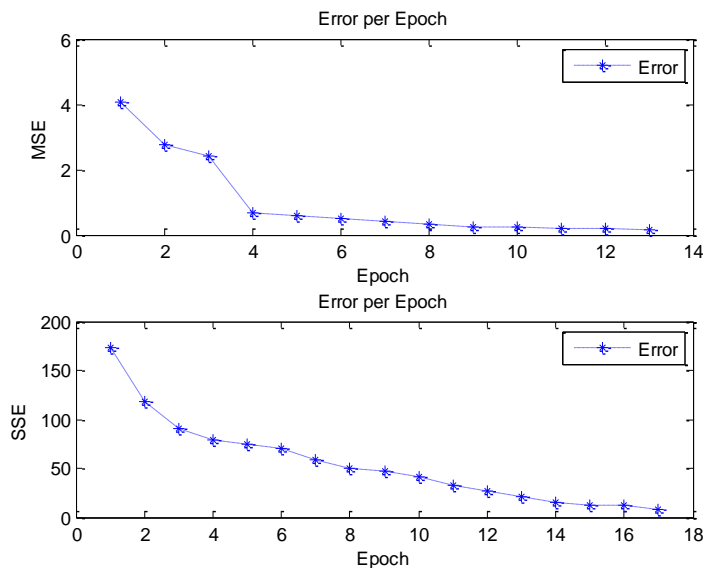 Error per Epoch
6
4
2
0
MSE
Error
0 2 4 6 8 10 12 14
Epoch
Error per Epoch
200
150
100
50
0
SSE
Error
0 2 4 6 8 10 12 14 16 18
Epoch